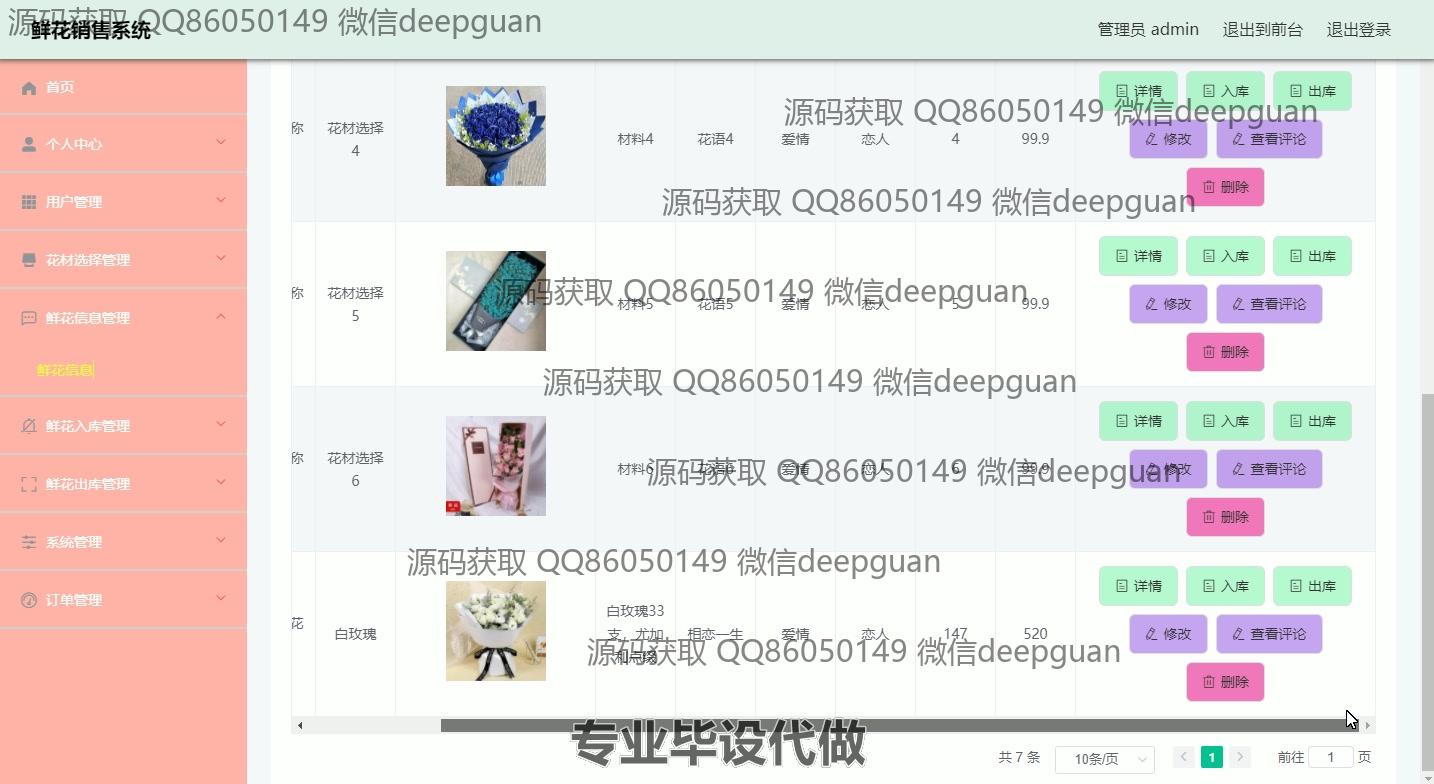 源码获取 QQ86050149 微信deepguan
鲜花销售系统
管理员 admin
退出到前台
退出登录
首页
个人中心
用户管理
花材选择管理
鲜花信息管理
鲜花信息
鲜花入库管理
鲜花出库管理
系统管理
订单管理
称
花材选择
4
材料4
花语4
爱情
恋人
4
99.9
详情
入库
出库
修改
查看评论
删除
源码获取 QQ86050149 微信deepguan
源码获取 QQ86050149 微信deepguan
称
花材选择
5
材料5
花语5
爱情
恋人
5
99.9
详情
入库
出库
修改
查看评论
删除
源码获取 QQ86050149 微信deepguan
源码获取 QQ86050149 微信deepguan
称
花材选择
6
材料6
花语6
爱情
恋人
6
99.9
详情
入库
出库
修改
查看评论
删除
源码获取 QQ86050149 微信deepguan
源码获取 QQ86050149 微信deepguan
花
白玫瑰
白玫瑰33
支，尤加
利点缀
相恋一生
爱情
恋人
147
520
详情
入库
出库
修改
查看评论
删除
源码获取 QQ86050149 微信deepguan
专业毕设代做
共 7 条
10条/页
1
前往
1
页